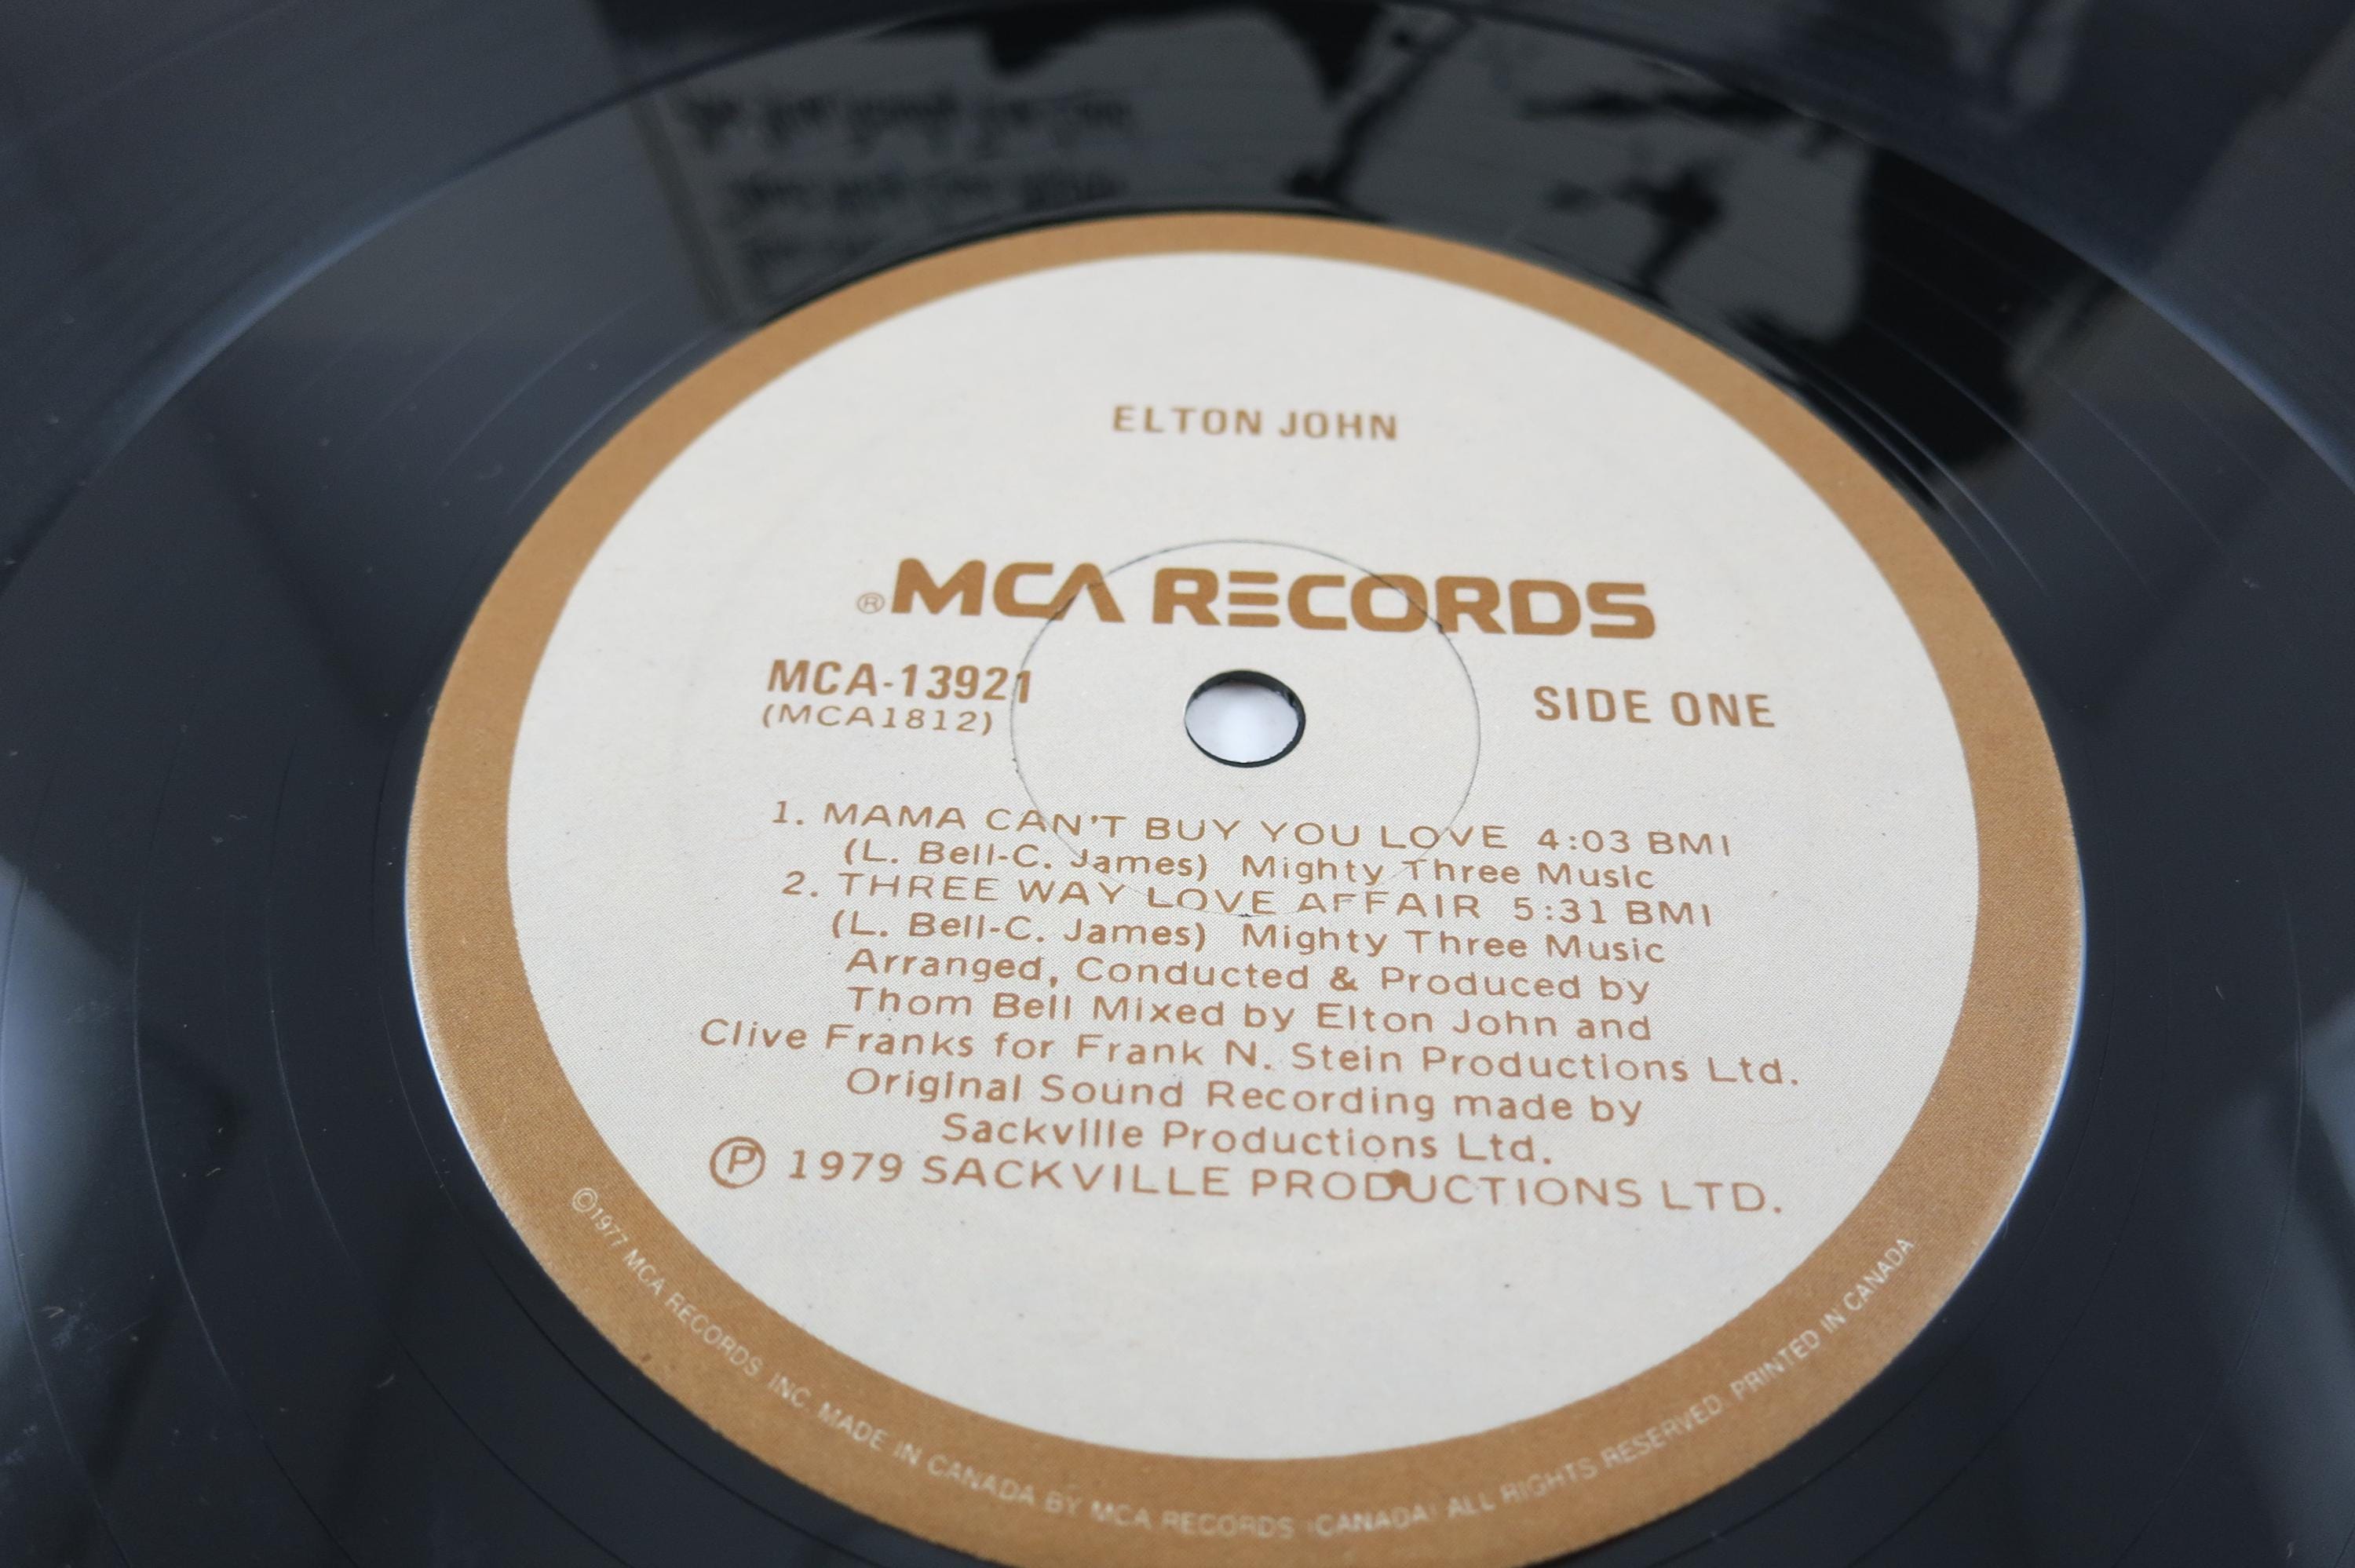 ELTON JOHN
®MCA RECORDS
MCA-13921
(MCA1812)
SIDE ONE
1. MAMA CAN'T BUY YOU LOVE 4:03 BMI
(L. Bell-C. James) Mighty Three Music
2. THREE WAY LOVE AFFAIR 5:31 BMI
(L. Bell-C. James) Mighty Three Music
Arranged, Conducted & Produced by
Thom Bell Mixed by Elton John and
Clive Franks for Frank N. Stein Productions Ltd.
Original Sound Recording made by
Sackville Productions Ltd.
Ⓟ 1979 SACKVILLE PRODUCTIONS LTD.
©1977 MCA RECORDS, INC. MADE IN CANADA BY MCA RECORDS (CANADA) ALL RIGHTS RESERVED. PRINTED IN CANADA